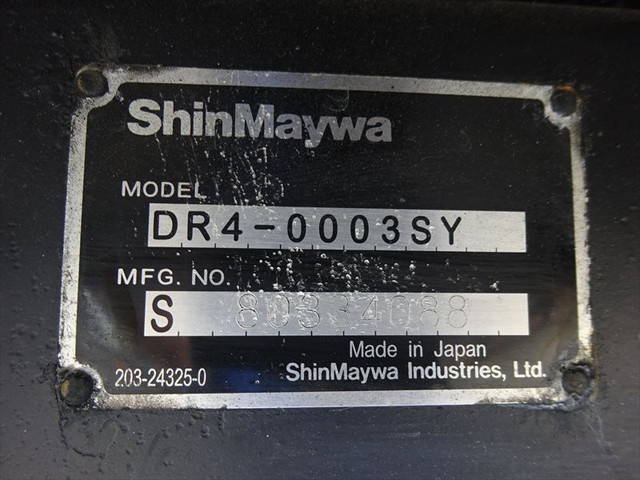 ShinMaywa
MODEL
DR4-0003SY
MFG. NO.
S
Made in Japan
203-24325-0 ShinMaywa Industries, Ltd.